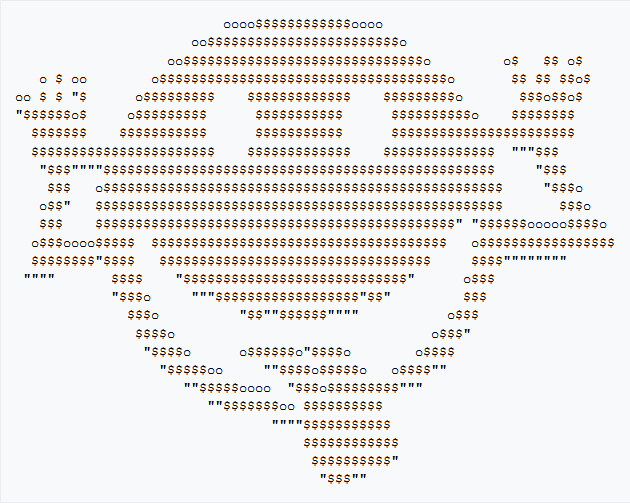 oooo$$$$$$$$$$$$oooo
                      oo$$$$$$$$$$$$$$$$$$$$$$$$o
                   oo$$$$$$$$$$$$$$$$$$$$$$$$$$$$$$o         o$   $$ o$
   o $ oo        o$$$$$$$$$$$$$$$$$$$$$$$$$$$$$$$$$$$$o       $$ $$ $$o$
oo $ $ "$      o$$$$$$$$$    $$$$$$$$$$$$$    $$$$$$$$$o       $$$o$$o$
"$$$$$$o$     o$$$$$$$$$      $$$$$$$$$$$      $$$$$$$$$$o    $$$$$$$$
  $$$$$$$    $$$$$$$$$$$      $$$$$$$$$$$      $$$$$$$$$$$$$$$$$$$$$$$
  $$$$$$$$$$$$$$$$$$$$$$$    $$$$$$$$$$$$$    $$$$$$$$$$$$$$  """$$$
   "$$$""""$$$$$$$$$$$$$$$$$$$$$$$$$$$$$$$$$$$$$$$$$$$$$$$$$     "$$$
    $$$   o$$$$$$$$$$$$$$$$$$$$$$$$$$$$$$$$$$$$$$$$$$$$$$$$$$     "$$$o
   o$$"   $$$$$$$$$$$$$$$$$$$$$$$$$$$$$$$$$$$$$$$$$$$$$$$$$$$       $$$o
   $$$    $$$$$$$$$$$$$$$$$$$$$$$$$$$$$$$$$$$$$$$$$$$$$" "$$$$$$ooooo$$$$o
  o$$$oooo$$$$$  $$$$$$$$$$$$$$$$$$$$$$$$$$$$$$$$$$$$$   o$$$$$$$$$$$$$$$$$
  $$$$$$$$"$$$$   $$$$$$$$$$$$$$$$$$$$$$$$$$$$$$$$$$     $$$$""""""""
 """"       $$$$    "$$$$$$$$$$$$$$$$$$$$$$$$$$$$"      o$$$
            "$$$o     """$$$$$$$$$$$$$$$$$$"$$"         $$$
              $$$o          "$$""$$$$$$""""           o$$$
               $$$$o                                o$$$"
                "$$$$o      o$$$$$$o"$$$$o        o$$$$
                  "$$$$$oo     ""$$$$o$$$$$o   o$$$$""
                     ""$$$$$oooo  "$$$o$$$$$$$$$"""
                        ""$$$$$$$oo $$$$$$$$$$
                                """"$$$$$$$$$$$
                                    $$$$$$$$$$$$
                                     $$$$$$$$$$"
                                      "$$$""